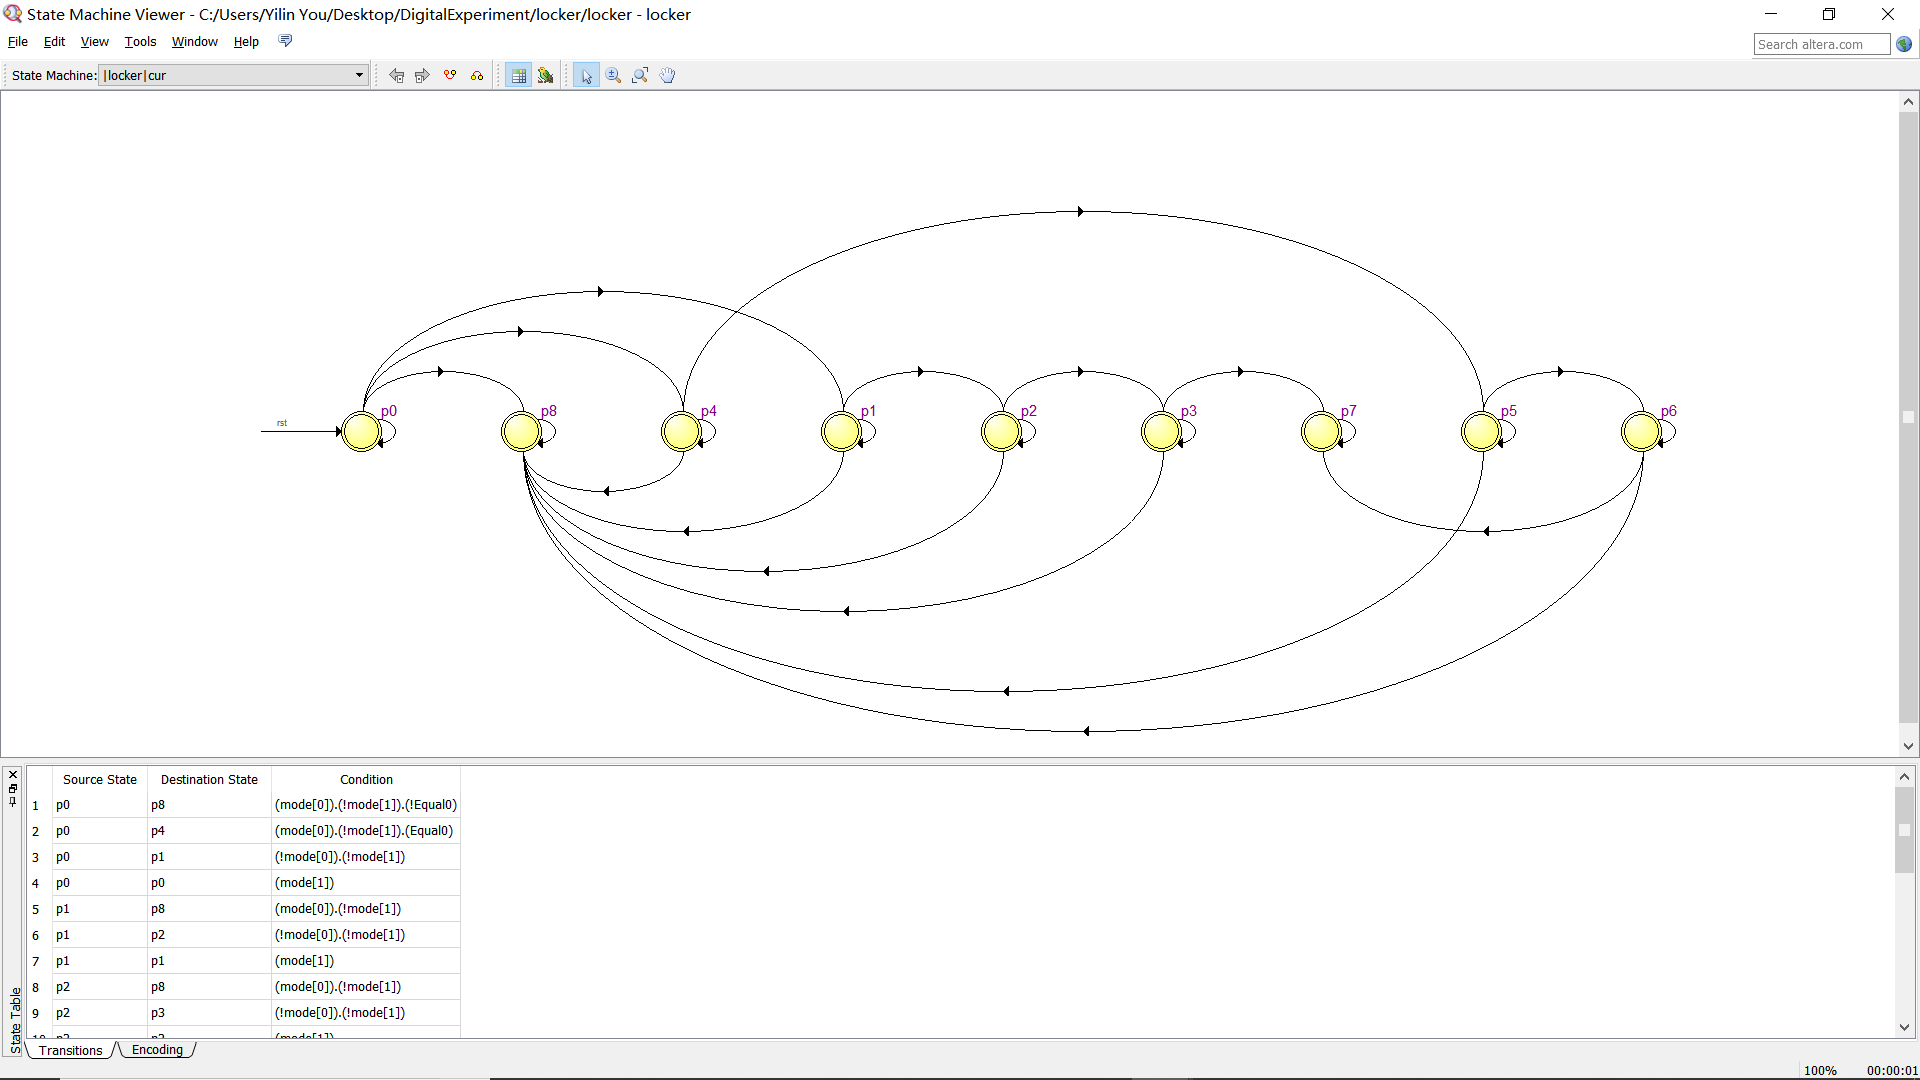 State Machine Viewer - C:/Users/Yilin You/Desktop/DigitalExperiment/locker/locker - locker
File Edit View Tools Window Help
Search altera.com
State Machine: |locker|cur
rst
p0 p8 p4 p1 p2 p3 p7 p5 p6
Source State Destination State Condition
1 p0 p8 (mode[0]).(!mode[1]).(!Equal0)
2 p0 p4 (mode[0]).(!mode[1]).(Equal0)
3 p0 p1 (!mode[0]).(!mode[1])
4 p0 p0 (mode[1])
5 p1 p8 (mode[0]).(!mode[1])
6 p1 p2 (!mode[0]).(!mode[1])
7 p1 p1 (mode[1])
8 p2 p8 (mode[0]).(!mode[1])
9 p2 p3 (!mode[0]).(!mode[1])
10 p2 p2 (mode[1])
State Table
Transitions Encoding
100% 00:00:01